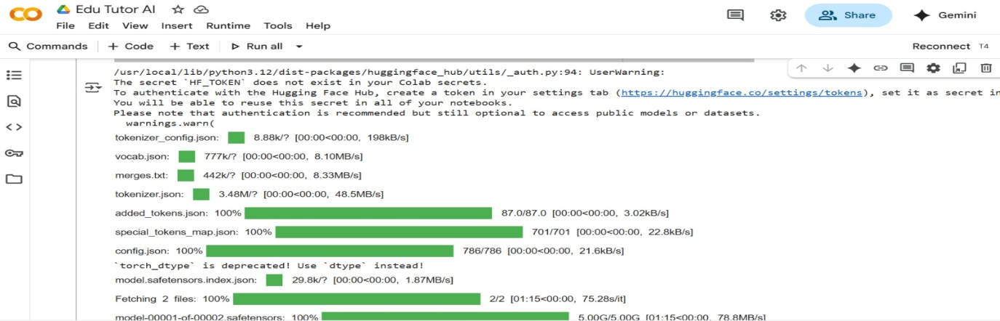 Edu Tutor AI
Share
Gemini
File Edit View Insert Runtime Tools Help
Commands + Code + Text Run all
Reconnect T4
/usr/local/lib/python3.12/dist-packages/huggingface_hub/utils/_auth.py:94: UserWarning:
The secret `HF_TOKEN` does not exist in your Colab secrets.
To authenticate with the Hugging Face Hub, create a token in your settings tab (https://huggingface.co/settings/tokens), set it as secret in
You will be able to reuse this secret in all of your notebooks.
Please note that authentication is recommended but still optional to access public models or datasets.
warnings.warn(
tokenizer_config.json: 8.88k/? [00:00<00:00, 198kB/s]
vocab.json: 777k/? [00:00<00:00, 8.10MB/s]
merges.txt: 442k/? [00:00<00:00, 8.33MB/s]
tokenizer.json: 3.48M/? [00:00<00:00, 48.5MB/s]
added_tokens.json: 100% 87.0/87.0 [00:00<00:00, 3.02kB/s]
special_tokens_map.json: 100% 701/701 [00:00<00:00, 22.8kB/s]
config.json: 100% 786/786 [00:00<00:00, 21.6kB/s]
`torch_dtype` is deprecated! Use `dtype` instead!
model.safetensors.index.json: 29.8k/? [00:00<00:00, 1.87MB/s]
Fetching 2 files: 100% 2/2 [01:15<00:00, 75.28s/it]
model-00001-of-00002.safetensors: 100% 5.00G/5.00G [01:15<00:00, 78.8MB/s]